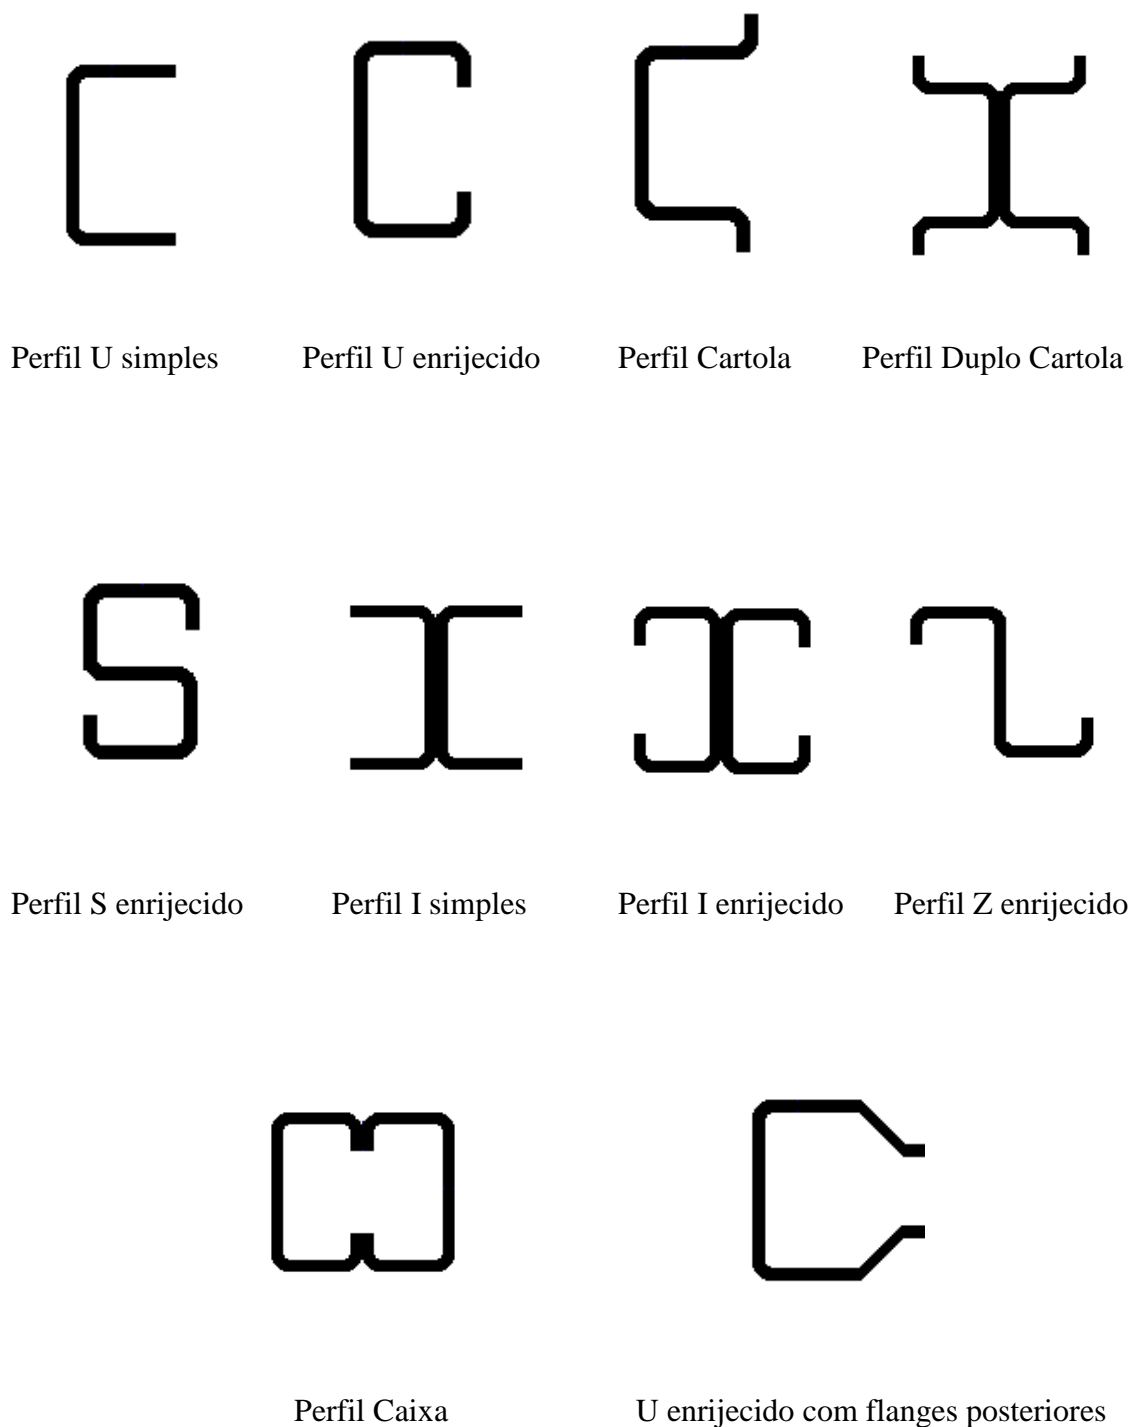 Perfil U simples Perfil U enrijecido Perfil Cartola Perfil Duplo Cartola
Perfil S enrijecido Perfil I simples Perfil I enrijecido Perfil Z enrijecido
Perfil Caixa U enrijecido com flanges posteriores